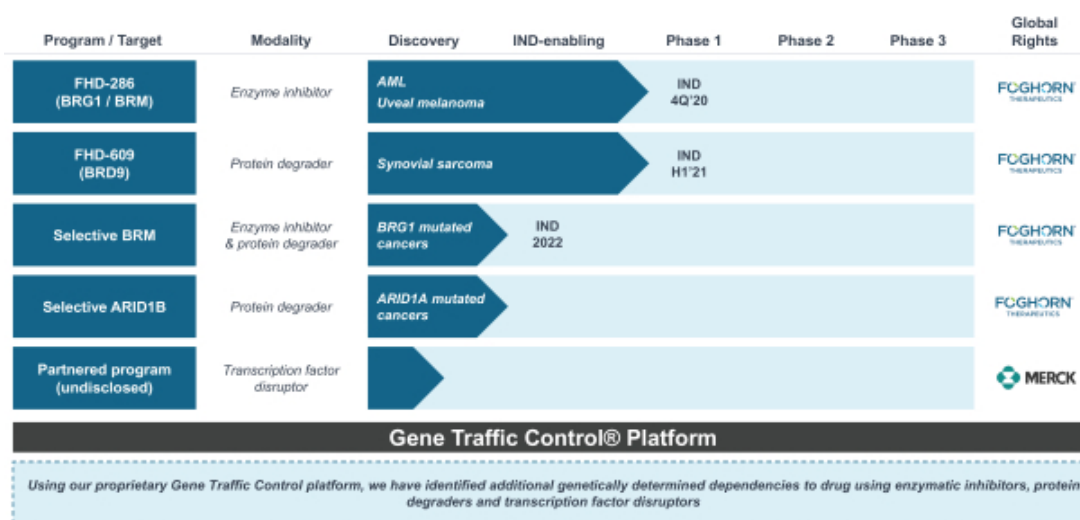 Global
Program / Target Modality Discovery IND-enabling Phase 1 Phase 2 Phase 3 Rights
FHD-286
(BRG1 / BRM)
Enzyme inhibitor
AML
Uveal melanoma
IND
4Q'20
FOGHORN
THERAPEUTICS
FHD-609
(BRD9)
Protein degrader
Synovial sarcoma
IND
H1'21
FOGHORN
THERAPEUTICS
Selective BRM
Enzyme inhibitor
& protein degrader
BRG1 mutated
cancers
IND
2022
FOGHORN
THERAPEUTICS
Selective ARID1B
Protein degrader
ARID1A mutated
cancers
FOGHORN
THERAPEUTICS
Partnered program
(undisclosed)
Transcription factor
disruptor
MERCK
Gene Traffic Control® Platform
Using our proprietary Gene Traffic Control platform, we have identified additional genetically determined dependencies to drug using enzymatic inhibitors, protein
degraders and transcription factor disruptors